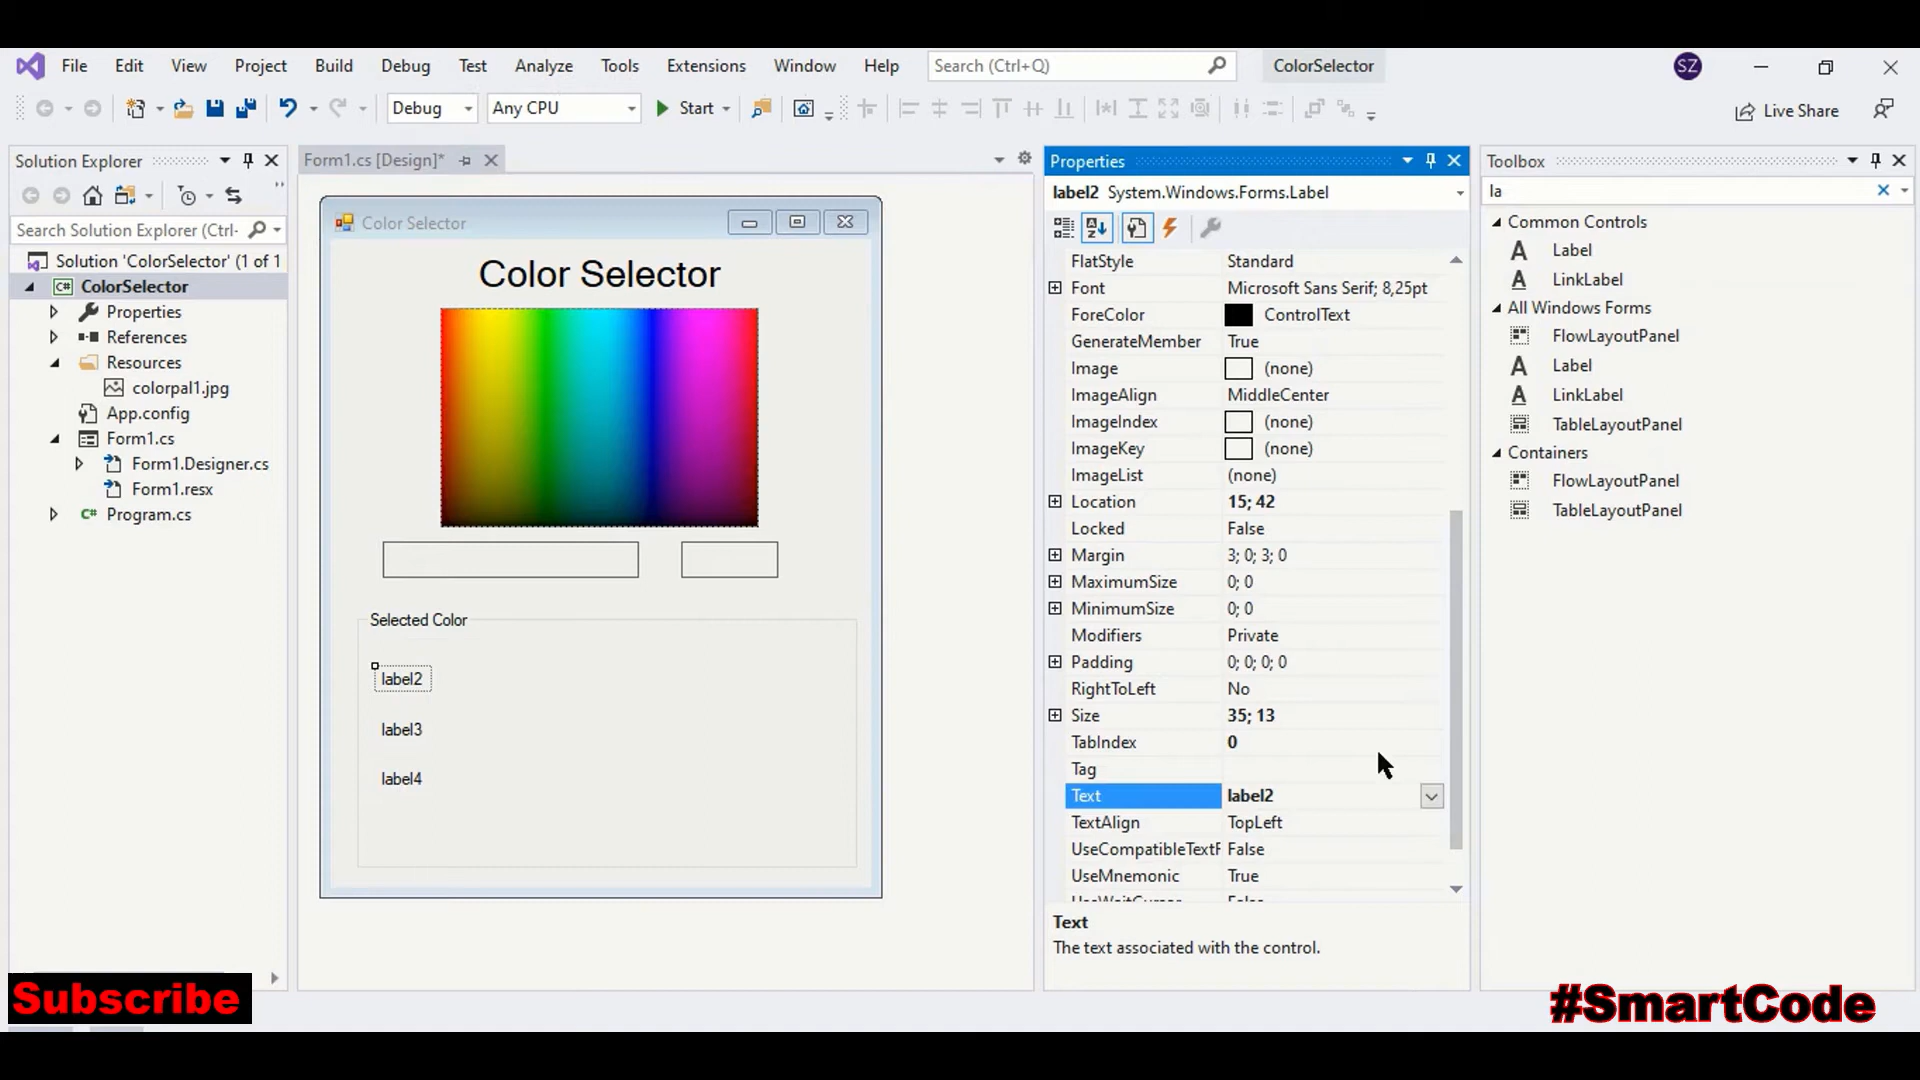 File Edit View Project Build Debug Test Analyze Tools Extensions Window Help Search (Ctrl+Q) ColorSelector SZ
Debug Any CPU Start Live Share
Solution Explorer
Search Solution Explorer (Ctrl-
Solution 'ColorSelector' (1 of 1
C# ColorSelector
Properties
References
Resources
colorpal1.jpg
App.config
Form1.cs
Form1.Designer.cs
Form1.resx
C# Program.cs
Form1.cs [Design]*
Color Selector
Color Selector
Selected Color
label2
label3
label4
Properties
label2 System.Windows.Forms.Label
FlatStyle Standard
Font Microsoft Sans Serif; 8,25pt
ForeColor ControlText
GenerateMember True
Image (none)
ImageAlign MiddleCenter
ImageIndex (none)
ImageKey (none)
ImageList (none)
Location 15; 42
Locked False
Margin 3; 0; 3; 0
MaximumSize 0; 0
MinimumSize 0; 0
Modifiers Private
Padding 0; 0; 0; 0
RightToLeft No
Size 35; 13
TabIndex 0
Tag
Text label2
TextAlign TopLeft
UseCompatibleTextF False
UseMnemonic True
UseWaitCursor False
Text
The text associated with the control.
Toolbox
la
Common Controls
A Label
A LinkLabel
All Windows Forms
FlowLayoutPanel
A Label
A LinkLabel
TableLayoutPanel
Containers
FlowLayoutPanel
TableLayoutPanel
Subscribe
#SmartCode